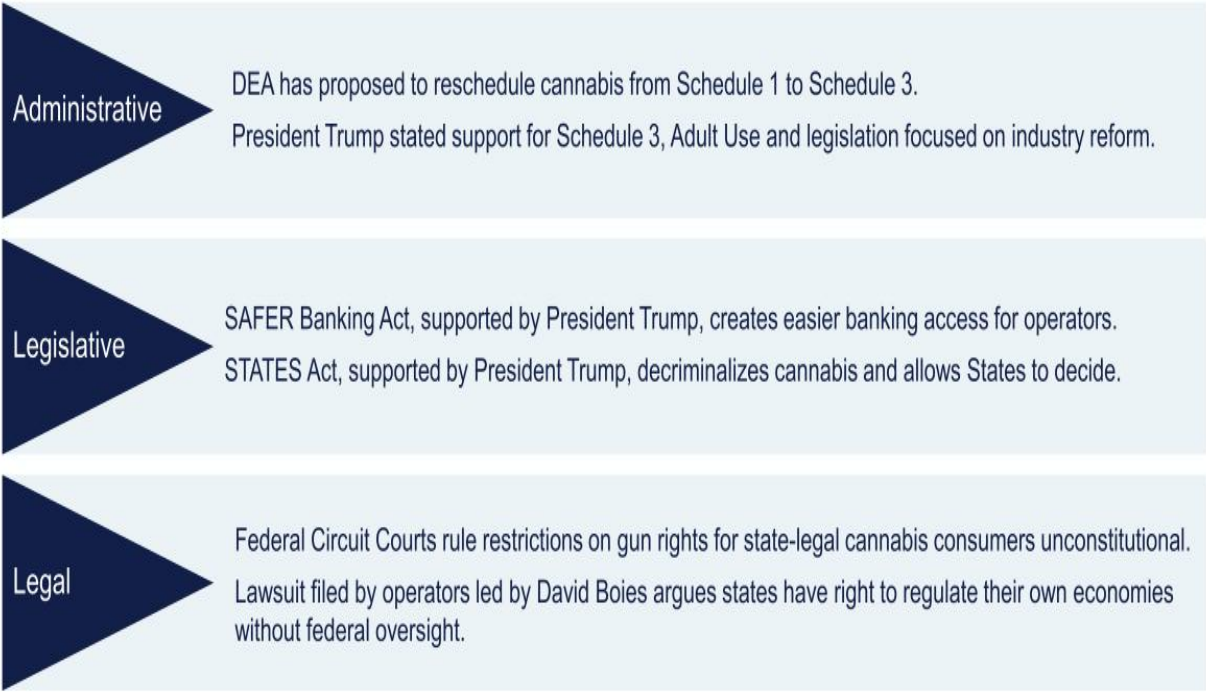 Administrative
DEA has proposed to reschedule cannabis from Schedule 1 to Schedule 3.
President Trump stated support for Schedule 3, Adult Use and legislation focused on industry reform.
Legislative
SAFER Banking Act, supported by President Trump, creates easier banking access for operators.
STATES Act, supported by President Trump, decriminalizes cannabis and allows States to decide.
Legal
Federal Circuit Courts rule restrictions on gun rights for state-legal cannabis consumers unconstitutional.
Lawsuit filed by operators led by David Boies argues states have right to regulate their own economies
without federal oversight.